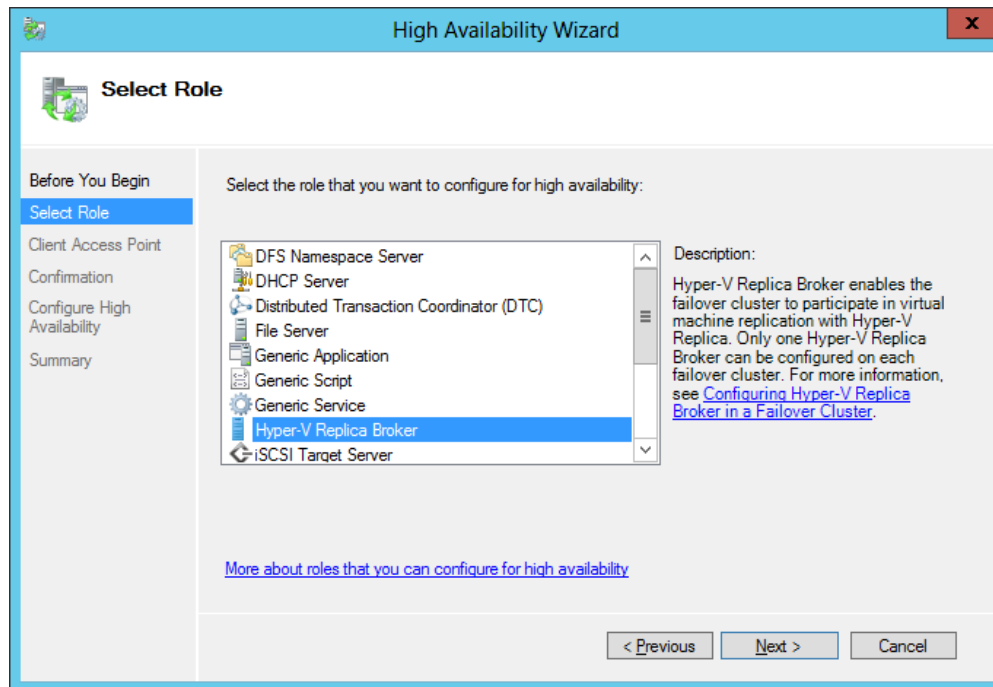 High Availability Wizard
x
Select Role
Before You Begin
Select Role
Client Access Point
Confirmation
Configure High
Availability
Summary
Select the role that you want to configure for high availability:
DFS Namespace Server
DHCP Server
Distributed Transaction Coordinator (DTC)
File Server
Generic Application
Generic Script
Generic Service
Hyper-V Replica Broker
iSCSI Target Server
Description:
Hyper-V Replica Broker enables the
failover cluster to participate in virtual
machine replication with Hyper-V
Replica. Only one Hyper-V Replica
Broker can be configured on each
failover cluster. For more information,
see Configuring Hyper-V Replica
Broker in a Failover Cluster.
More about roles that you can configure for high availability
< Previous
Next >
Cancel